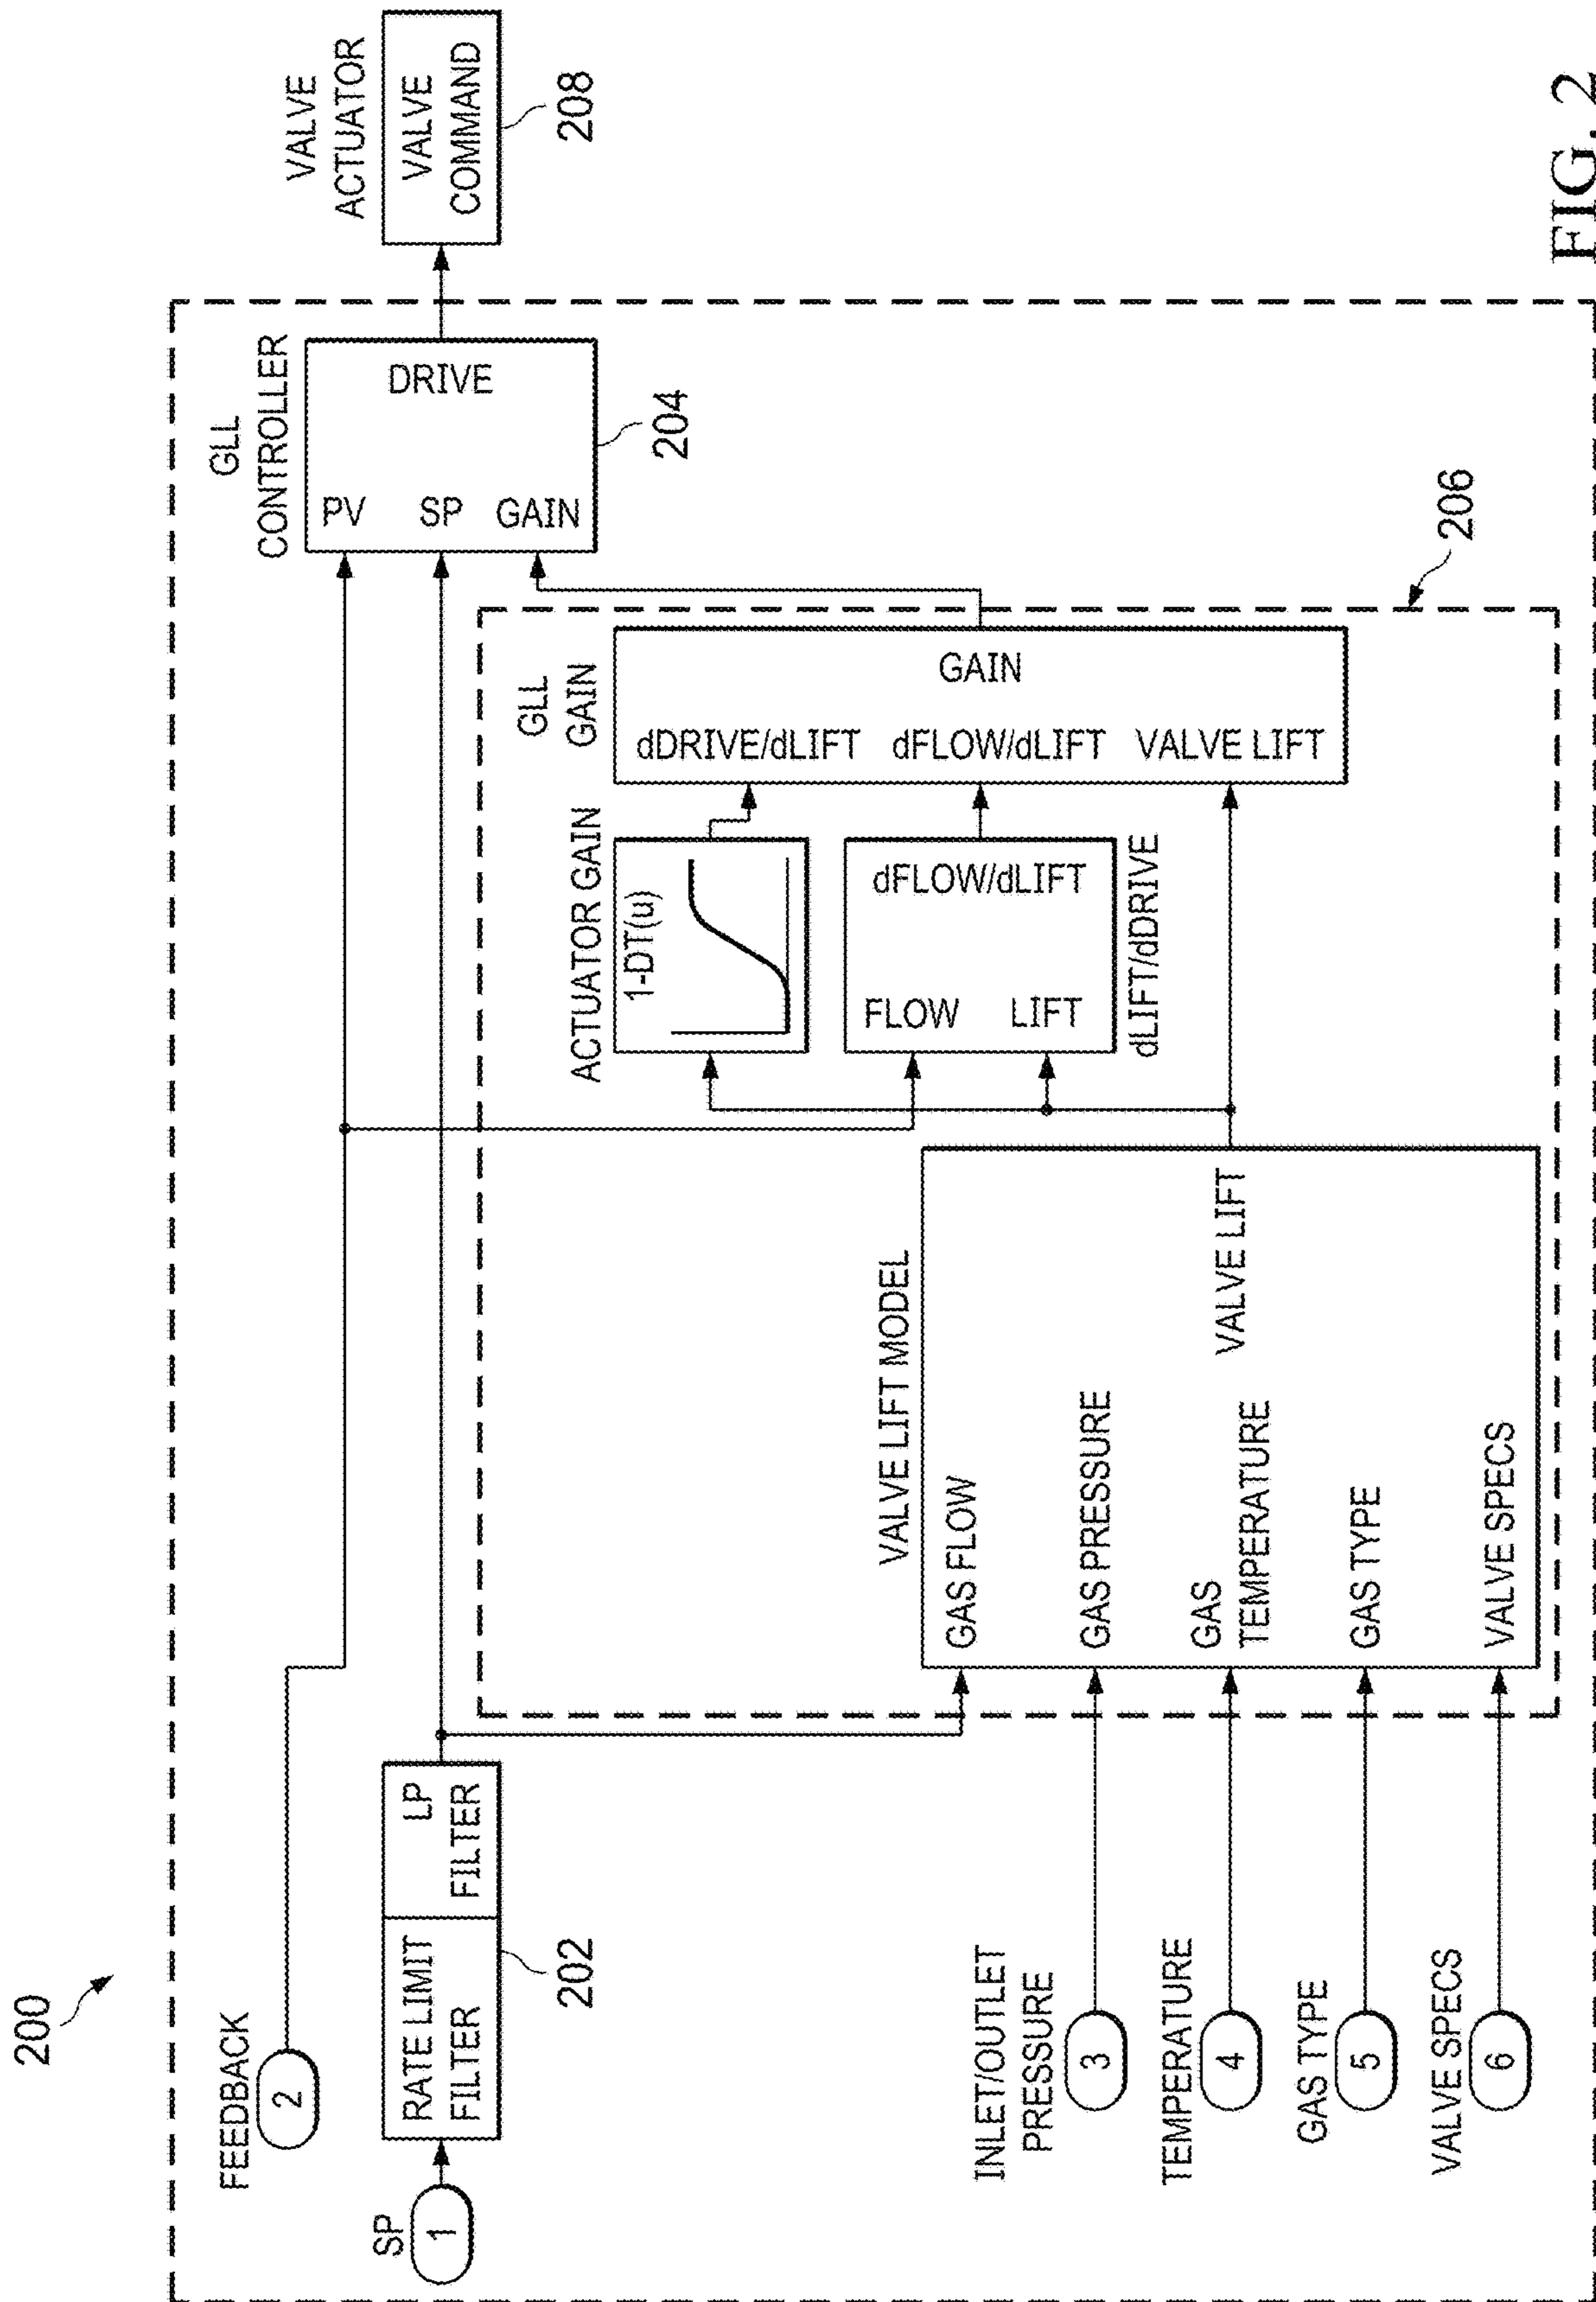 200
FEEDBACK
2
SP
1
RATE LIMIT
FILTER
LP
FILTER
202
GLL
CONTROLLER
PV
SP
GAIN
DRIVE
204
VALVE
ACTUATOR
VALVE
COMMAND
208
206
ACTUATOR GAIN
1-DT(u)
FLOW
LIFT
dFLOW/dLIFT
dLIFT/dDRIVE
GLL
GAIN
dDRIVE/dLIFT
dFLOW/dLIFT
VALVE LIFT
GAIN
VALVE LIFT MODEL
GAS FLOW
GAS PRESSURE
GAS
TEMPERATURE
GAS TYPE
VALVE SPECS
VALVE LIFT
INLET/OUTLET
PRESSURE
3
TEMPERATURE
4
GAS TYPE
5
VALVE SPECS
6
FIG. 2